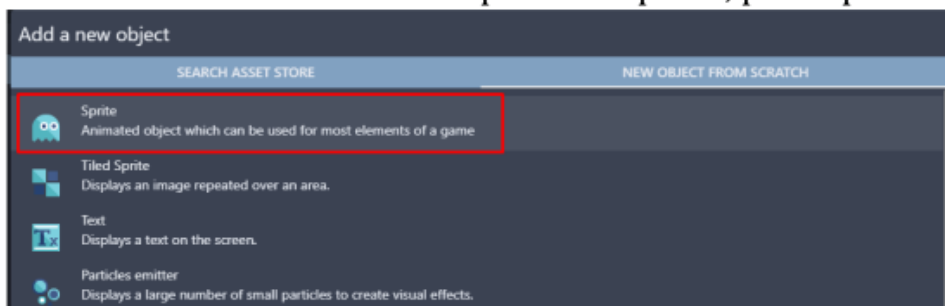 Add a new object
SEARCH ASSET STORE
NEW OBJECT FROM SCRATCH
Sprite
Animated object which can be used for most elements of a game
Tiled Sprite
Displays an image repeated over an area.
Tx
Text
Displays a text on the screen.
Particles emitter
Displays a large number of small particles to create visual effects.